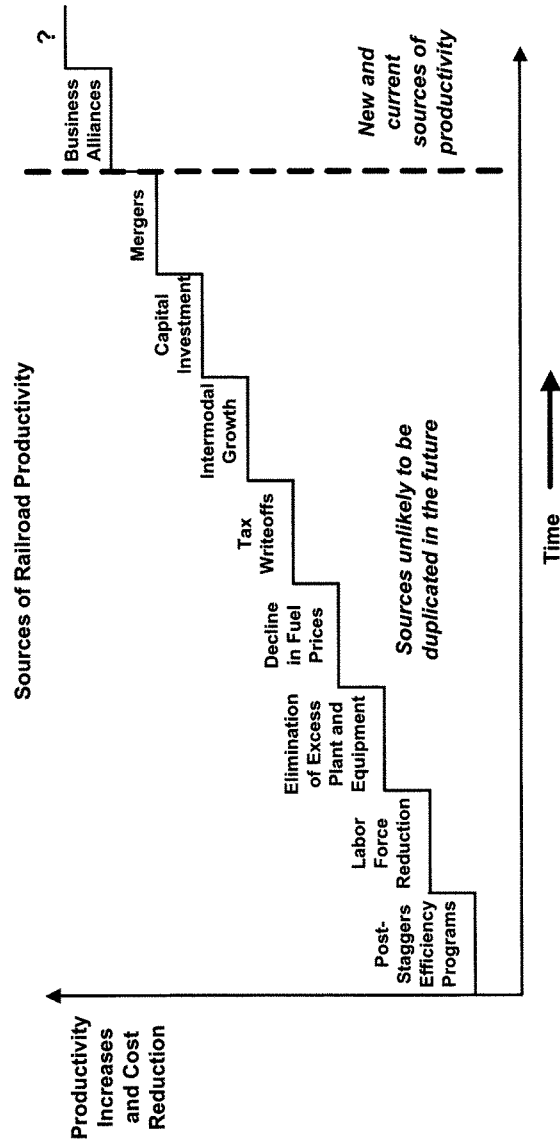 Sources of Railroad Productivity
Productivity
Increases
and Cost
Reduction
Post-
Staggers
Efficiency
Programs
Labor
Force
Reduction
Elimination
of Excess
Plant and
Equipment
Decline
in Fuel
Prices
Tax
Writeoffs
Intermodal
Growth
Capital
Investment
Mergers
Business
Alliances
?
Sources unlikely to be
duplicated in the future
New and
current
sources of
productivity
Time